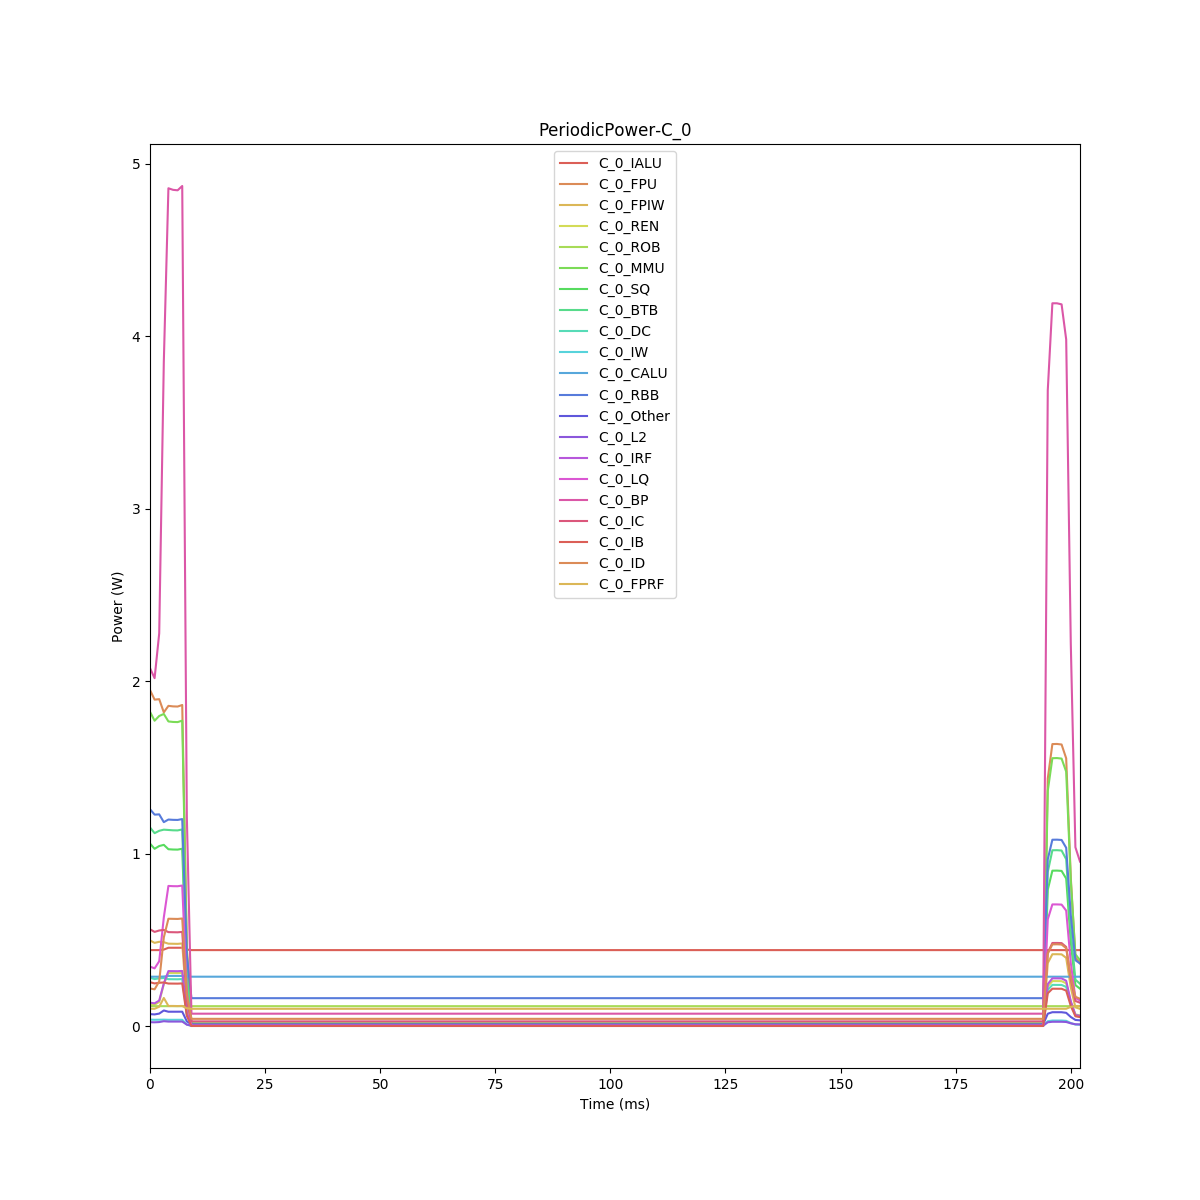 PeriodicPower-C_0
5
4
3
2
1
0
Power (W)
C_0_IALU
C_0_FPU
C_0_FPIW
C_0_REN
C_0_ROB
C_0_MMU
C_0_SQ
C_0_BTB
C_0_DC
C_0_IW
C_0_CALU
C_0_RBB
C_0_Other
C_0_L2
C_0_IRF
C_0_LQ
C_0_BP
C_0_IC
C_0_IB
C_0_ID
C_0_FPRF
0 25 50 75 100 125 150 175 200
Time (ms)